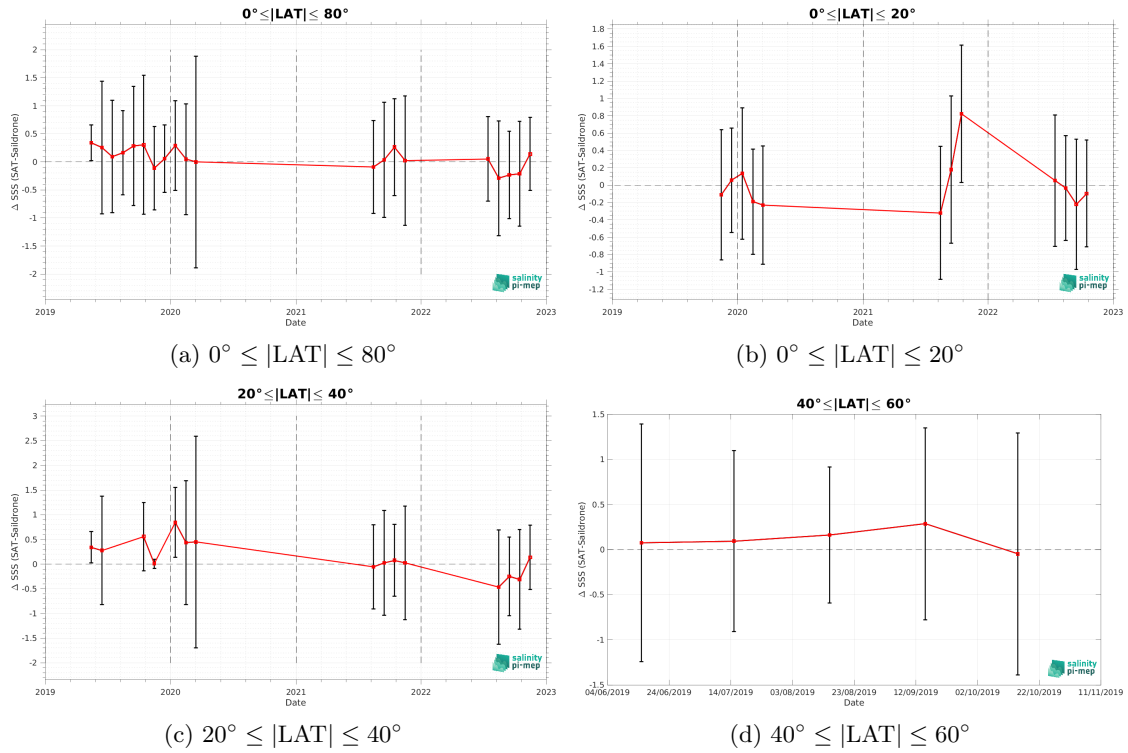 0°≤|LAT|≤ 80°
2
1.5
1
0.5
0
-0.5
-1
-1.5
-2
Δ SSS (SAT-Saildrone)
2019
2020
2021
2022
2023
Date
salinity
pi-mep
(a) 0° ≤ |LAT| ≤ 80°
0°≤|LAT|≤ 20°
1.8
1.6
1.4
1.2
1
0.8
0.6
0.4
0.2
0
-0.2
-0.4
-0.6
-0.8
-1
-1.2
Δ SSS (SAT-Saildrone)
2019
2020
2021
2022
2023
Date
salinity
pi-mep
(b) 0° ≤ |LAT| ≤ 20°
20°≤|LAT|≤ 40°
3
2.5
2
1.5
1
0.5
0
-0.5
-1
-1.5
-2
Δ SSS (SAT-Saildrone)
2019
2020
2021
2022
2023
Date
salinity
pi-mep
(c) 20° ≤ |LAT| ≤ 40°
40°≤|LAT|≤ 60°
1.5
1
0.5
0
-0.5
-1
-1.5
Δ SSS (SAT-Saildrone)
04/06/2019
24/06/2019
14/07/2019
03/08/2019
23/08/2019
12/09/2019
02/10/2019
22/10/2019
11/11/2019
Date
salinity
pi-mep
(d) 40° ≤ |LAT| ≤ 60°